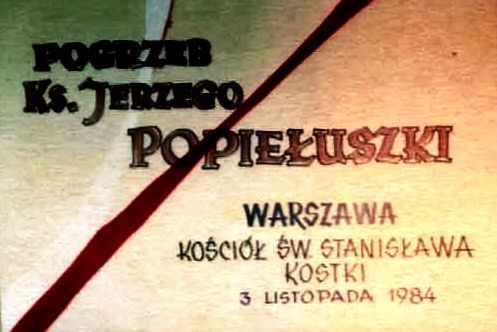 POGRZEB
KS. JERZEGO
POPIEŁUSZKI
WARSZAWA
KOŚCIÓŁ ŚW. STANISŁAWA
KOSTKI
3 LISTOPADA 1984